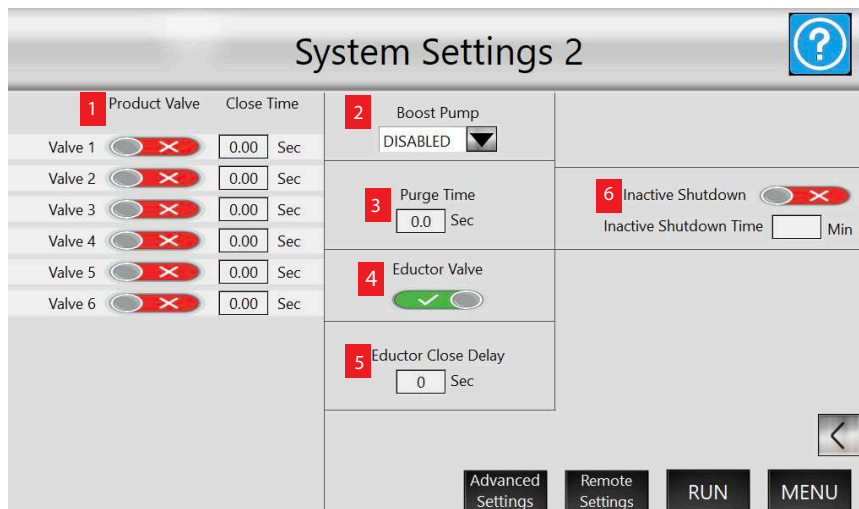 System Settings 2
?
1 Product Valve Close Time
Valve 1 0.00 Sec
Valve 2 0.00 Sec
Valve 3 0.00 Sec
Valve 4 0.00 Sec
Valve 5 0.00 Sec
Valve 6 0.00 Sec
2 Boost Pump
DISABLED
3 Purge Time
0.0 Sec
4 Eductor Valve
5 Eductor Close Delay
0 Sec
6 Inactive Shutdown
Inactive Shutdown Time Min
Advanced
Settings
Remote
Settings
RUN
MENU